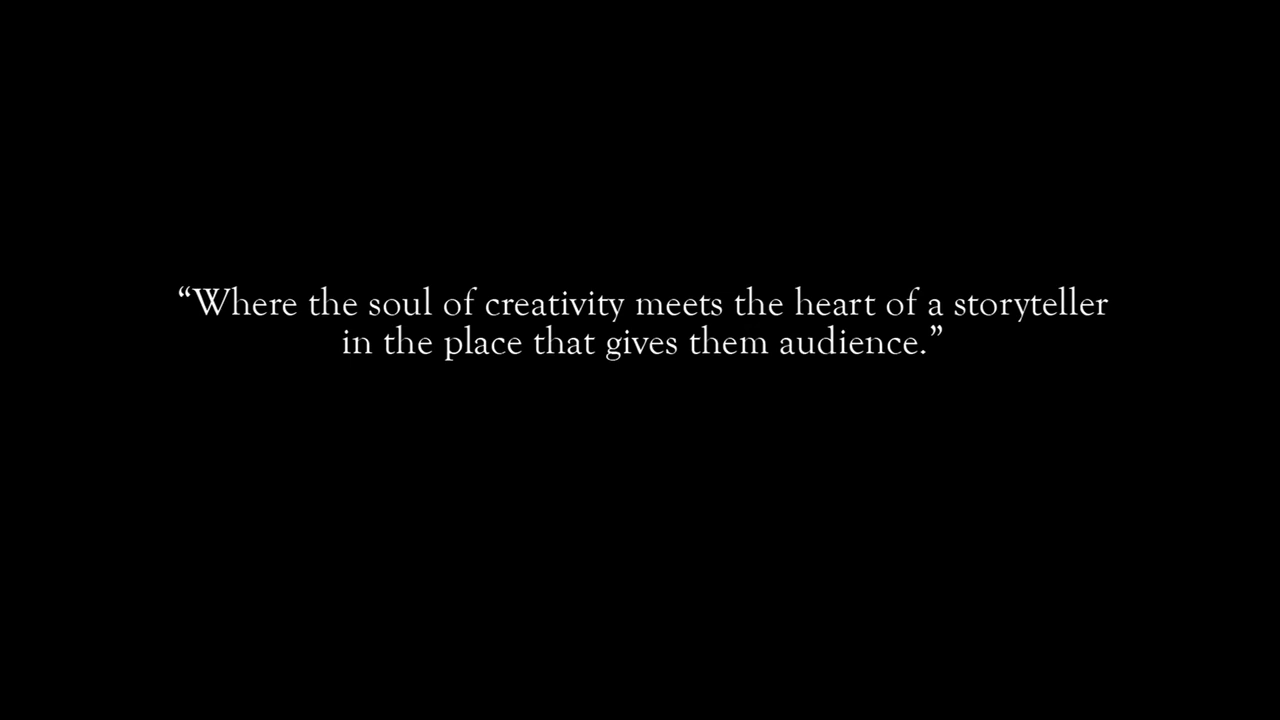 “Where the soul of creativity meets the heart of a storyteller
in the place that gives them audience.”